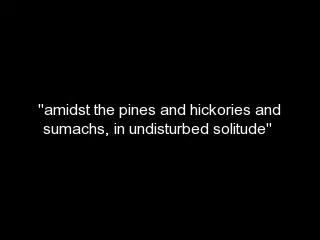 "amidst the pines and hickories and
sumachs, in undisturbed solitude"